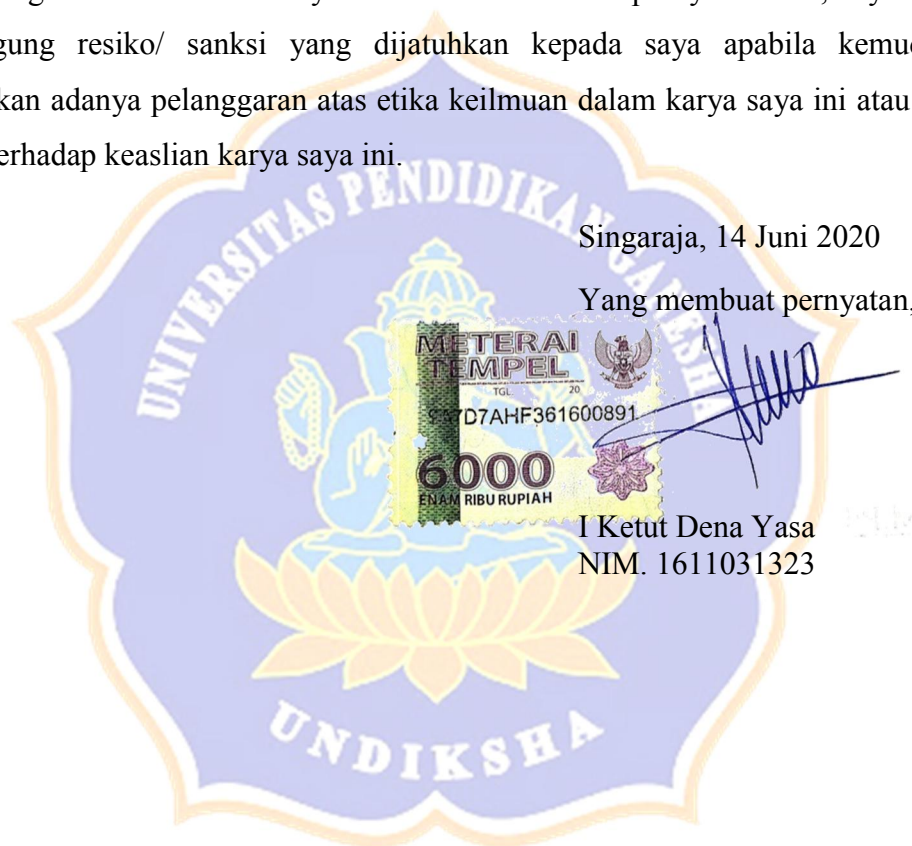 gung resiko/ sanksi yang dijatuhkan kepada saya apabila
kan adanya pelanggaran atas etika keilmuan dalam karya saya ini atau
erhadap keaslian karya saya ini.
UNIVERSITAS PENDIDIKAN GANESHA
Singaraja, 14 Juni 2020
Yang membuat pernyatan,
METERAI
TEMPEL
TGL. 20
D7AHF361600891
6000
ENAM RIBU RUPIAH
I Ketut Dena Yasa
NIM. 1611031323
UNDIKSHA